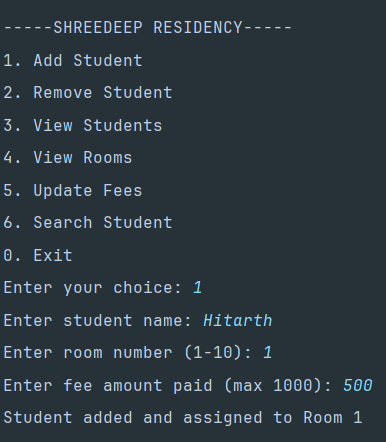 -----SHREEDEEP RESIDENCY-----
1. Add Student
2. Remove Student
3. View Students
4. View Rooms
5. Update Fees
6. Search Student
0. Exit
Enter your choice: 1
Enter student name: Hitarth
Enter room number (1-10): 1
Enter fee amount paid (max 1000): 500
Student added and assigned to Room 1